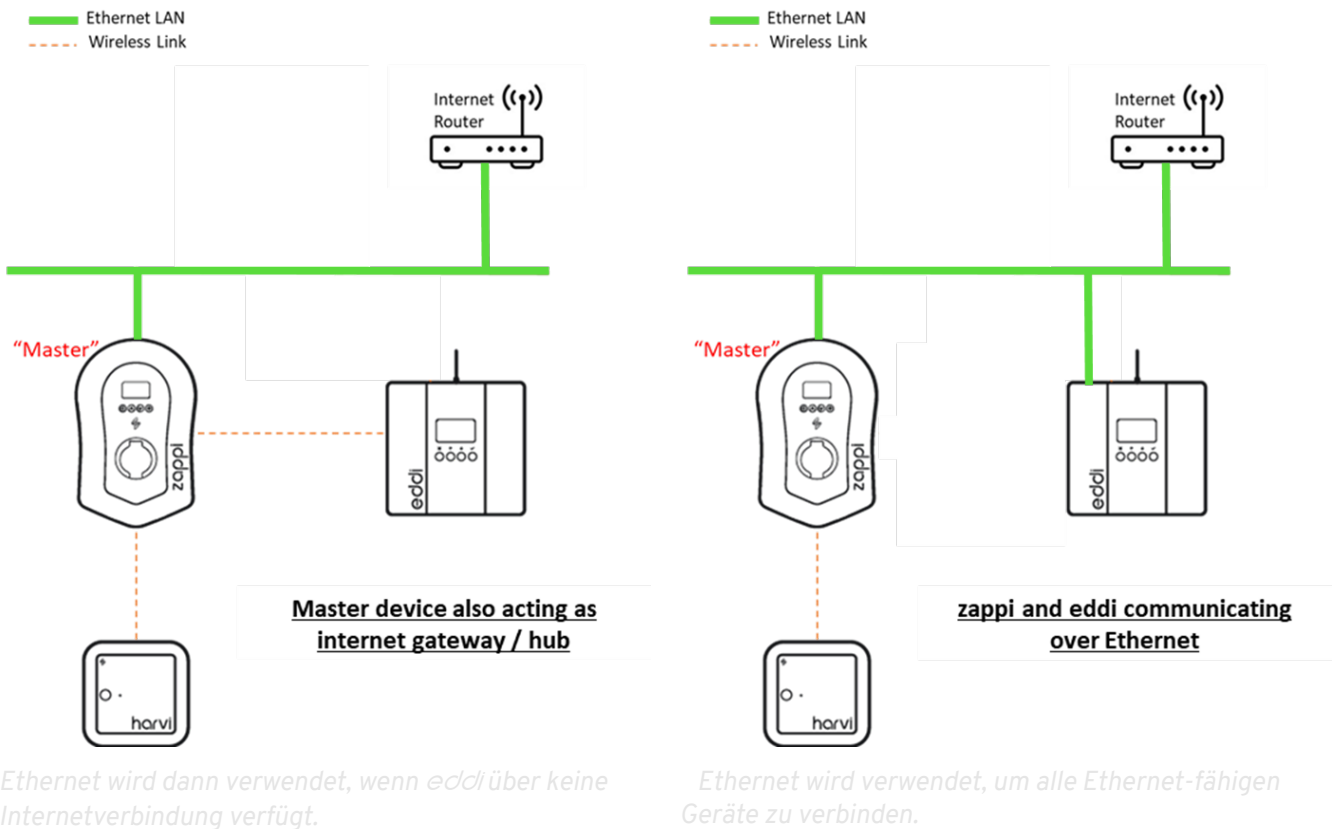 Ethernet LAN
Wireless Link
Internet
Router
“Master”
zappi
eddi
Master device also acting as
internet gateway / hub
harvi
Ethernet wird dann verwendet, wenn eddi über keine
Internetverbindung verfügt.
Ethernet LAN
Wireless Link
Internet
Router
“Master”
zappi
eddi
zappi and eddi communicating
over Ethernet
harvi
Ethernet wird verwendet, um alle Ethernet-fähigen
Geräte zu verbinden.